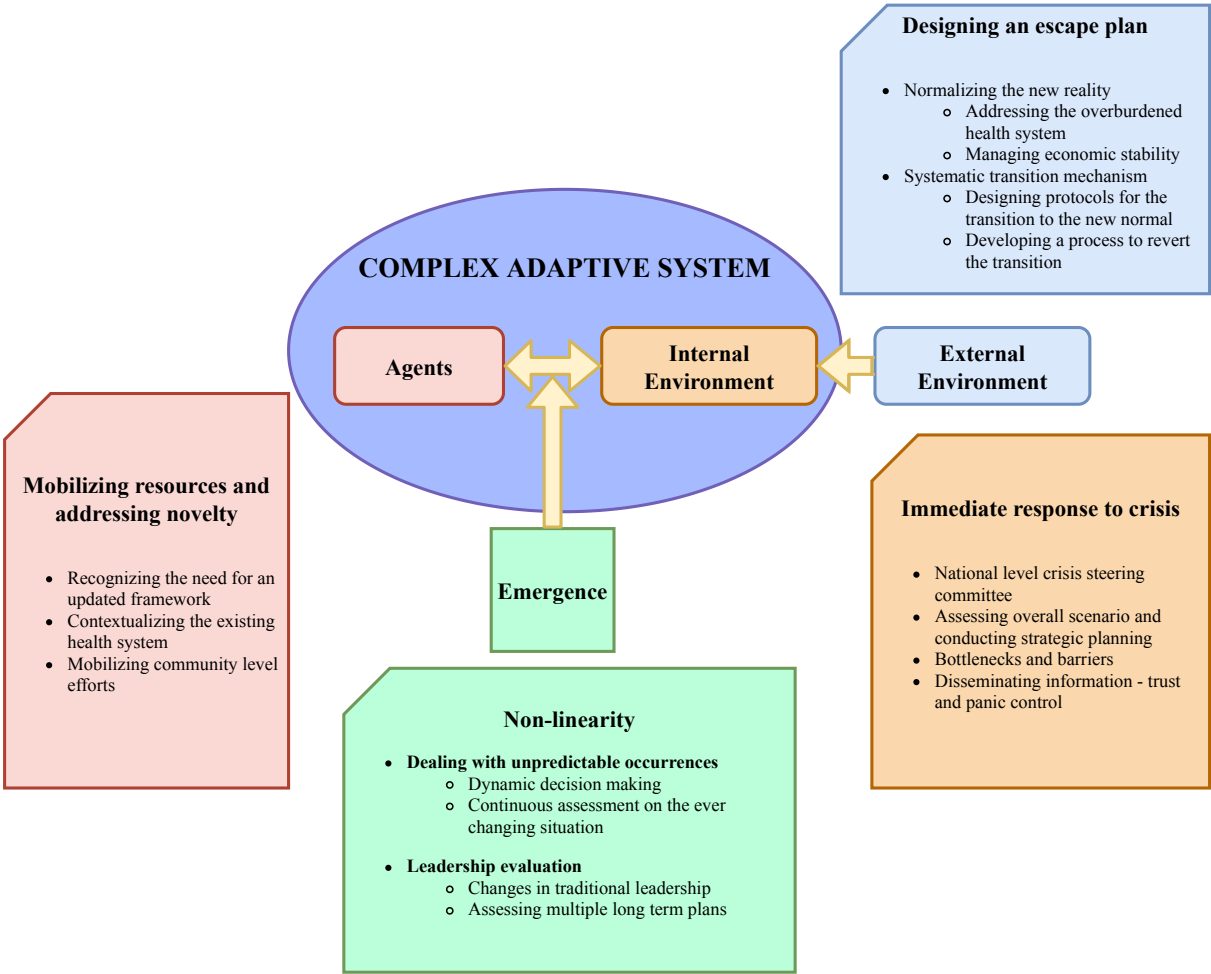 Designing an escape plan
Normalizing the new reality
Addressing the overburdened
health system
Managing economic stability
Systematic transition mechanism
Designing protocols for the
transition to the new normal
Developing a process to revert
the transition
COMPLEX ADAPTIVE SYSTEM
Agents
Internal
Environment
External
Environment
Mobilizing resources and
addressing novelty
Recognizing the need for an
updated framework
Contextualizing the existing
health system
Mobilizing community level
efforts
Immediate response to crisis
National level crisis steering
committee
Assessing overall scenario and
conducting strategic planning
Bottlenecks and barriers
Disseminating information - trust
and panic control
Emergence
Non-linearity
Dealing with unpredictable occurrences
Dynamic decision making
Continuous assessment on the ever
changing situation
Leadership evaluation
Changes in traditional leadership
Assessing multiple long term plans